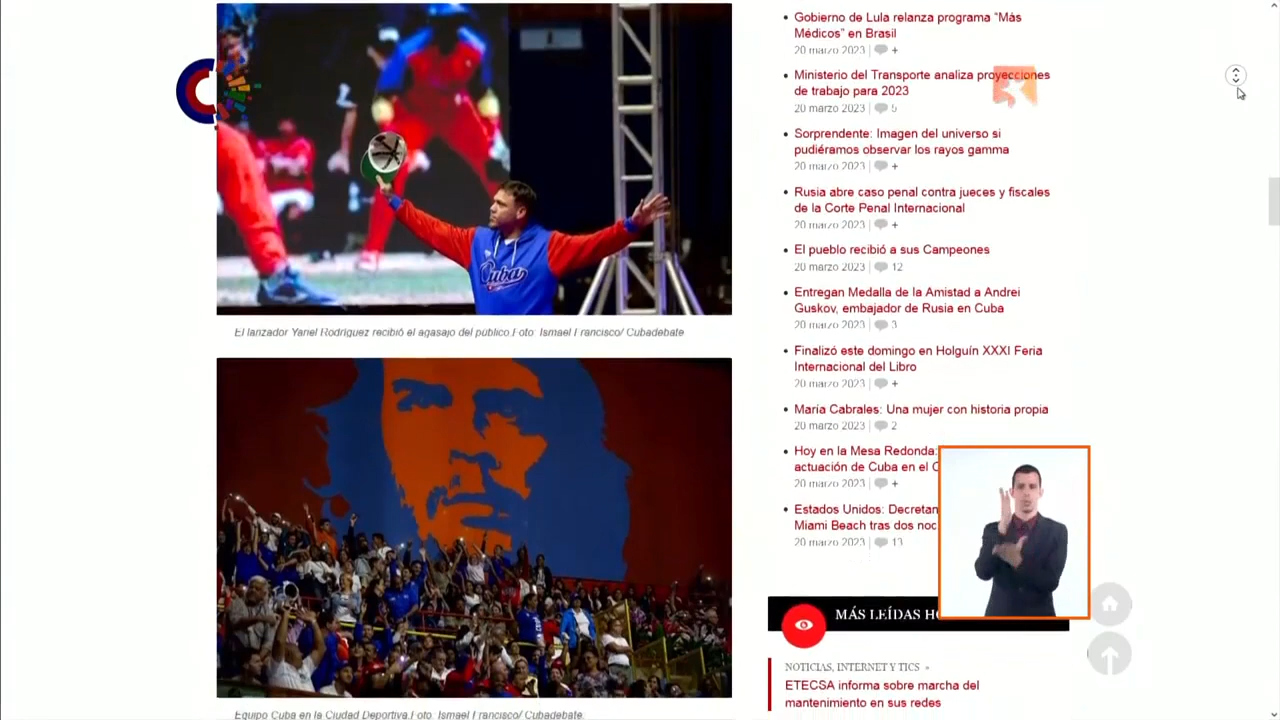 Cuba
El lanzador Yariel Rodríguez recibió el agasajo del público.Foto: Ismael Francisco/ Cubadebate
Equipo Cuba en la Ciudad Deportiva.Foto: Ismael Francisco/ Cubadebate.
Gobierno de Lula relanza programa “Más
Médicos” en Brasil
20 marzo 2023 | +
Ministerio del Transporte analiza proyecciones
de trabajo para 2023
20 marzo 2023 | 5
Sorprendente: Imagen del universo si
pudiéramos observar los rayos gamma
20 marzo 2023 | +
Rusia abre caso penal contra jueces y fiscales
de la Corte Penal Internacional
20 marzo 2023 | +
El pueblo recibió a sus Campeones
20 marzo 2023 | 12
Entregan Medalla de la Amistad a Andrei
Guskov, embajador de Rusia en Cuba
20 marzo 2023 | 3
Finalizó este domingo en Holguín XXXI Feria
Internacional del Libro
20 marzo 2023 | +
María Cabrales: Una mujer con historia propia
20 marzo 2023 | 2
Hoy en la Mesa Redonda:
actuación de Cuba en el
20 marzo 2023 | +
Estados Unidos: Decretan
Miami Beach tras dos
20 marzo 2023 | 13
MÁS LEÍDAS
NOTICIAS, INTERNET Y TICS »
ETECSA informa sobre marcha del
mantenimiento en sus redes